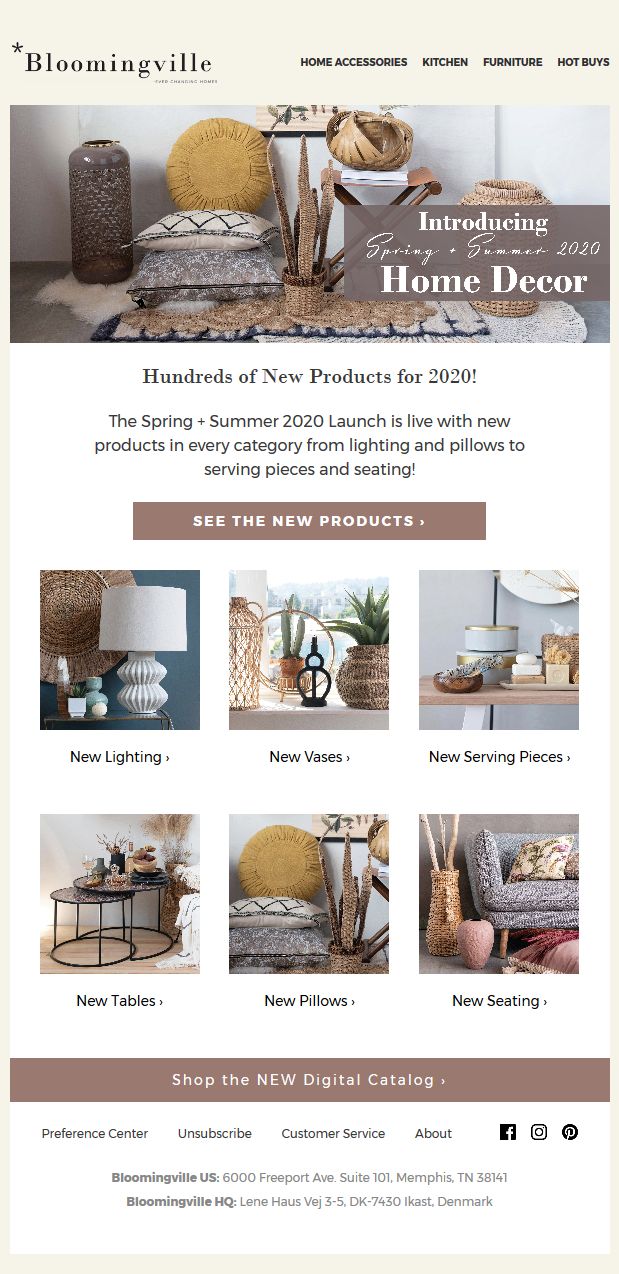 *Bloomingville
-EVER CHANGING HOMES
HOME ACCESSORIES KITCHEN FURNITURE HOT BUYS
Introducing
Spring + Summer 2020
Home Decor
Hundreds of New Products for 2020!
The Spring + Summer 2020 Launch is live with new
products in every category from lighting and pillows to
serving pieces and seating!
SEE THE NEW PRODUCTS ›
New Lighting › New Vases › New Serving Pieces ›
New Tables › New Pillows › New Seating ›
Shop the NEW Digital Catalog ›
Preference Center Unsubscribe Customer Service About
Bloomingville US: 6000 Freeport Ave. Suite 101, Memphis, TN 38141
Bloomingville HQ: Lene Haus Vej 3-5, DK-7430 Ikast, Denmark